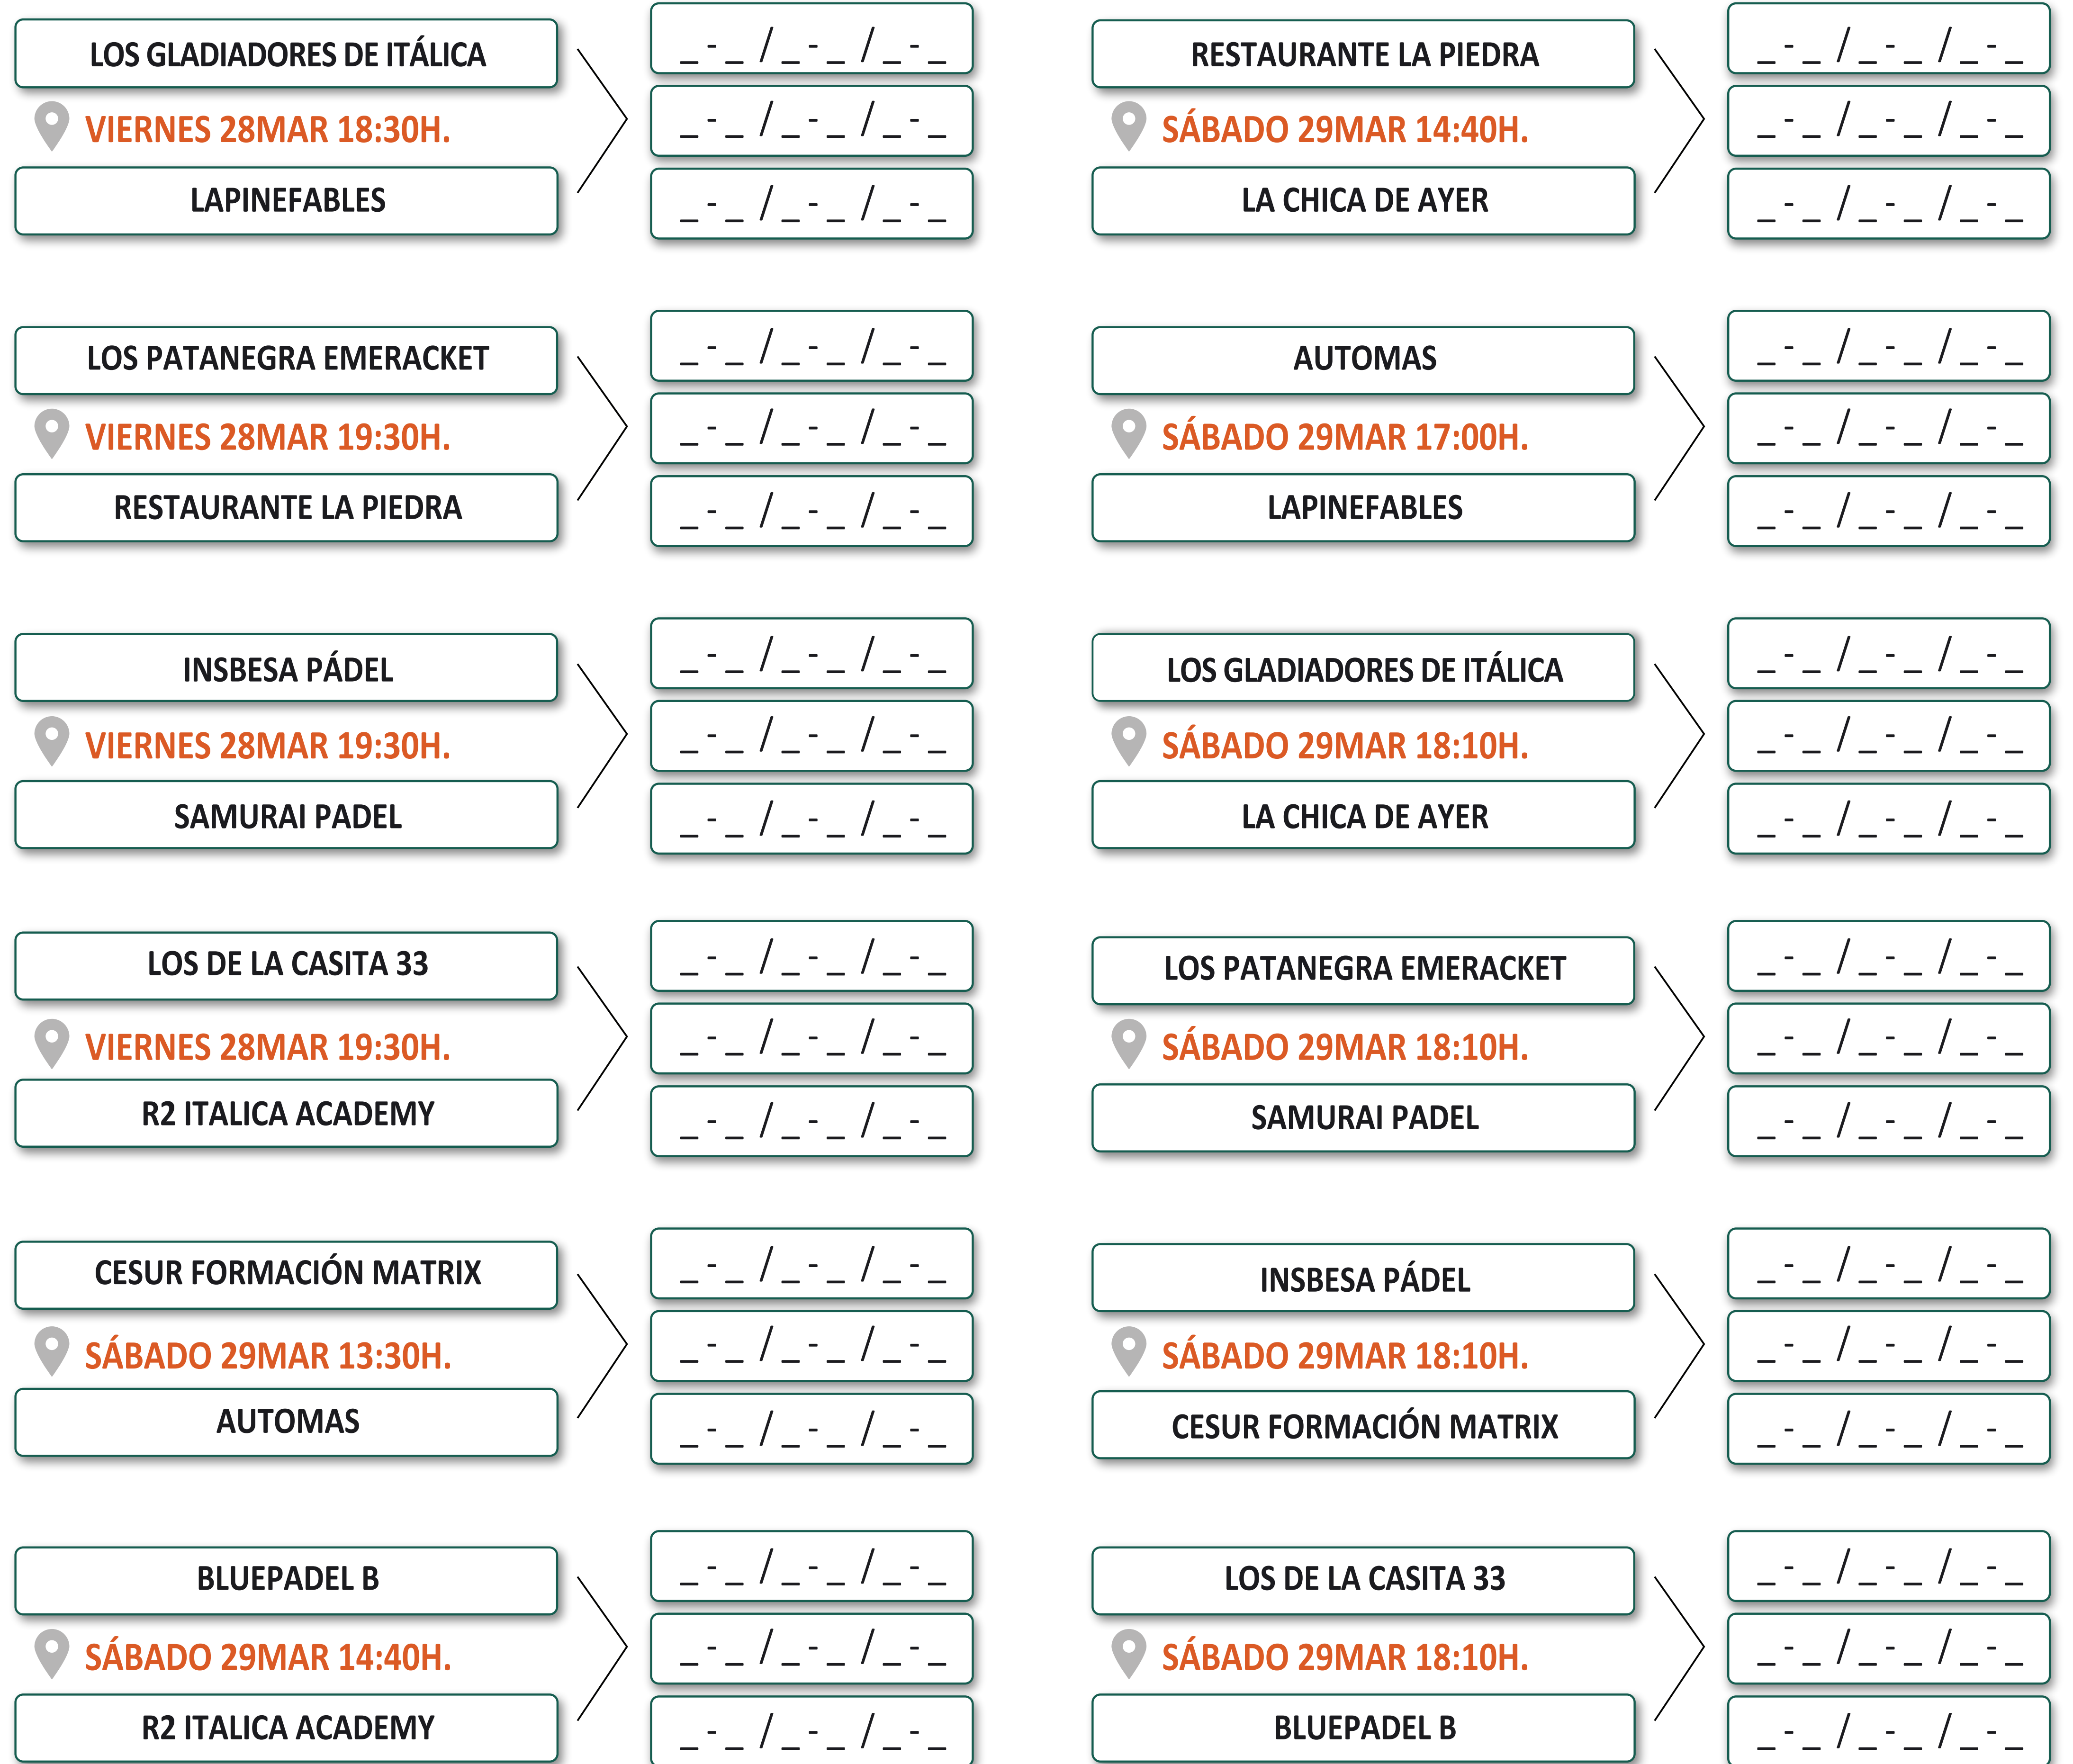 LOS GLADIADORES DE ITÁLICA
VIERNES 28MAR 18:30H.
LAPINEFABLES
_-_ /_-_ /_-_
_-_ /_-_ /_-_
_-_ /_-_ /_-_
RESTAURANTE LA PIEDRA
SÁBADO 29MAR 14:40H.
LA CHICA DE AYER
_-_ /_-_ /_-_
_-_ /_-_ /_-_
_-_ /_-_ /_-_
LOS PATANEGRA EMERACKET
VIERNES 28MAR 19:30H.
RESTAURANTE LA PIEDRA
_-_ /_-_ /_-_
_-_ /_-_ /_-_
_-_ /_-_ /_-_
AUTOMAS
SÁBADO 29MAR 17:00H.
LAPINEFABLES
_-_ /_-_ /_-_
_-_ /_-_ /_-_
_-_ /_-_ /_-_
INSBESA PÁDEL
VIERNES 28MAR 19:30H.
SAMURAI PADEL
_-_ /_-_ /_-_
_-_ /_-_ /_-_
_-_ /_-_ /_-_
LOS GLADIADORES DE ITÁLICA
SÁBADO 29MAR 18:10H.
LA CHICA DE AYER
_-_ /_-_ /_-_
_-_ /_-_ /_-_
_-_ /_-_ /_-_
LOS DE LA CASITA 33
VIERNES 28MAR 19:30H.
R2 ITALICA ACADEMY
_-_ /_-_ /_-_
_-_ /_-_ /_-_
_-_ /_-_ /_-_
LOS PATANEGRA EMERACKET
SÁBADO 29MAR 18:10H.
SAMURAI PADEL
_-_ /_-_ /_-_
_-_ /_-_ /_-_
_-_ /_-_ /_-_
CESUR FORMACIÓN MATRIX
SÁBADO 29MAR 13:30H.
AUTOMAS
_-_ /_-_ /_-_
_-_ /_-_ /_-_
_-_ /_-_ /_-_
INSBESA PÁDEL
SÁBADO 29MAR 18:10H.
CESUR FORMACIÓN MATRIX
_-_ /_-_ /_-_
_-_ /_-_ /_-_
_-_ /_-_ /_-_
BLUEPADEL B
SÁBADO 29MAR 14:40H.
R2 ITALICA ACADEMY
_-_ /_-_ /_-_
_-_ /_-_ /_-_
_-_ /_-_ /_-_
LOS DE LA CASITA 33
SÁBADO 29MAR 18:10H.
BLUEPADEL B
_-_ /_-_ /_-_
_-_ /_-_ /_-_
_-_ /_-_ /_-_